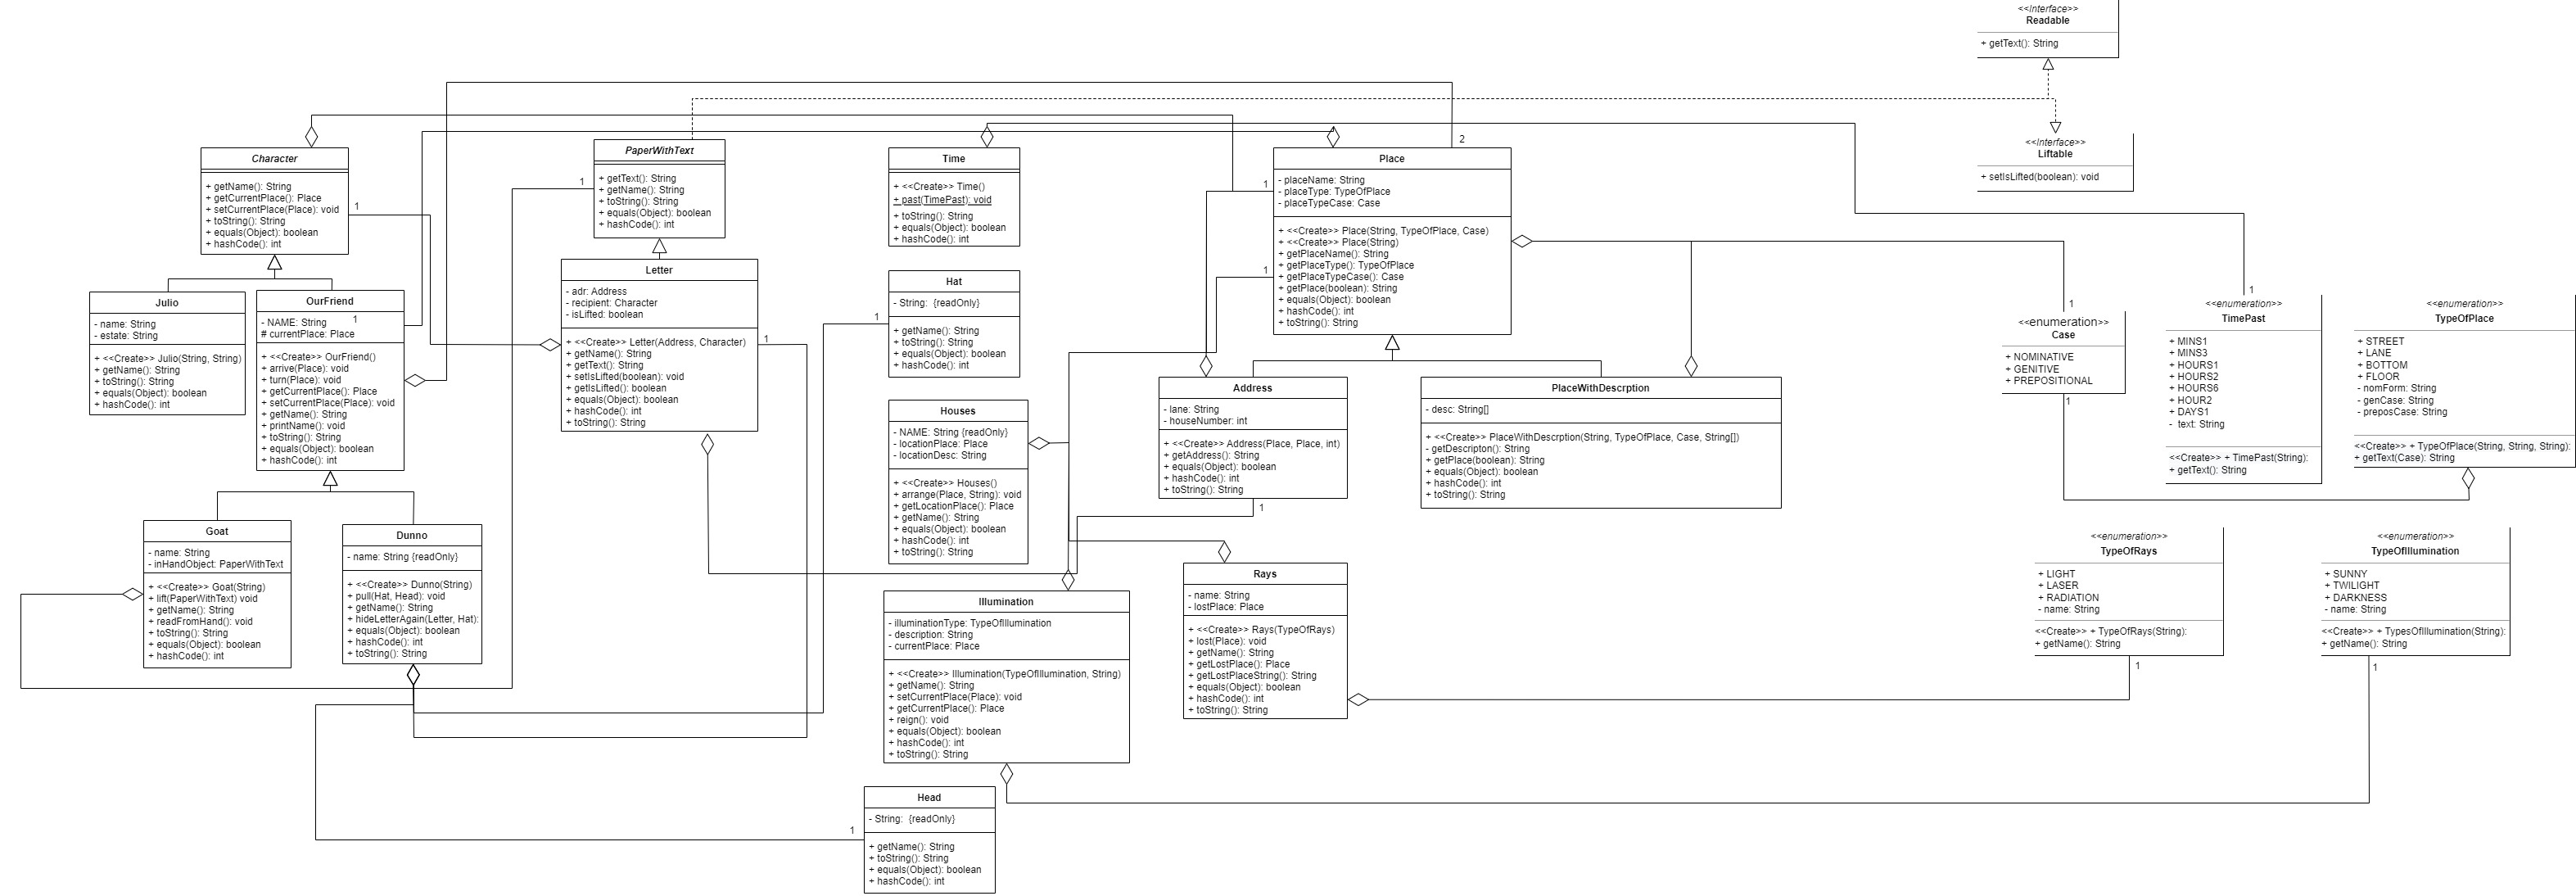 <<Interface>>
Readable
+ getText(): String
<<Interface>>
Liftable
+ setIsLifted(boolean): void
Character
+ getName(): String
+ getCurrentPlace(): Place
+ setCurrentPlace(Place): void
+ toString(): String
+ equals(Object): boolean
+ hashCode(): int
1
PaperWithText
+ getText(): String
+ getName(): String
+ toString(): String
+ equals(Object): boolean
+ hashCode(): int
1
Time
+ <<Create>> Time()
+ past(TimePast): void
+ toString(): String
+ equals(Object): boolean
+ hashCode(): int
2
Place
- placeName: String
- placeType: TypeOfPlace
- placeTypeCase: Case
+ <<Create>> Place(String, TypeOfPlace, Case)
+ <<Create>> Place(String)
+ getPlaceName(): String
+ getPlaceType(): TypeOfPlace
+ getPlaceTypeCase(): Case
+ getPlace(boolean): String
+ equals(Object): boolean
+ hashCode(): int
+ toString(): String
1
1
Julio
- name: String
- estate: String
+ <<Create>> Julio(String, String)
+ getName(): String
+ toString(): String
+ equals(Object): boolean
+ hashCode(): int
OurFriend
- NAME: String
1
# currentPlace: Place
+ <<Create>> OurFriend()
+ arrive(Place): void
+ turn(Place): void
+ getCurrentPlace(): Place
+ setCurrentPlace(Place): void
+ getName(): String
+ printName(): void
+ toString(): String
+ equals(Object): boolean
+ hashCode(): int
Letter
- adr: Address
- recipient: Character
- isLifted: boolean
+ <<Create>> Letter(Address, Character)
+ getName(): String
+ getText(): String
+ setIsLifted(boolean): void
+ getIsLifted(): boolean
+ equals(Object): boolean
+ hashCode(): int
+ toString(): String
1
Hat
- String:  {readOnly}
+ getName(): String
+ toString(): String
+ equals(Object): boolean
+ hashCode(): int
1
Houses
- NAME: String {readOnly}
- locationPlace: Place
- locationDesc: String
+ <<Create>> Houses()
+ arrange(Place, String): void
+ getLocationPlace(): Place
+ getName(): String
+ equals(Object): boolean
+ hashCode(): int
+ toString(): String
Address
- lane: String
- houseNumber: int
+ <<Create>> Address(Place, Place, int)
+ getAddress(): String
+ equals(Object): boolean
+ hashCode(): int
+ toString(): String
1
PlaceWithDescrption
- desc: String[]
+ <<Create>> PlaceWithDescrption(String, TypeOfPlace, Case, String[])
- getDescripton(): String
+ getPlace(boolean): String
+ equals(Object): boolean
+ hashCode(): int
+ toString(): String
1
<<enumeration>>
Case
+ NOMINATIVE
+ GENITIVE
+ PREPOSITIONAL
1
1
<<enumeration>>
TimePast
+ MINS1
+ MINS3
+ HOURS1
+ HOURS2
+ HOURS6
+ HOUR2
+ DAYS1
-  text: String
<<Create>> + TimePast(String):
+ getText(): String
<<enumeration>>
TypeOfPlace
+ STREET
+ LANE
+ BOTTOM
+ FLOOR
- nomForm: String
- genCase: String
- preposCase: String
<<Create>> + TypeOfPlace(String, String, String):
+ getText(Case): String
Goat
- name: String
- inHandObject: PaperWithText
+ <<Create>> Goat(String)
+ lift(PaperWithText) void
+ getName(): String
+ readFromHand(): void
+ toString(): String
+ equals(Object): boolean
+ hashCode(): int
Dunno
- name: String {readOnly}
+ <<Create>> Dunno(String)
+ pull(Hat, Head): void
+ getName(): String
+ hideLetterAgain(Letter, Hat):
+ equals(Object): boolean
+ hashCode(): int
+ toString(): String
Illumination
- illuminationType: TypeOfIllumination
- description: String
- currentPlace: Place
+ <<Create>> Illumination(TypeOfIllumination, String)
+ getName(): String
+ setCurrentPlace(Place): void
+ getCurrentPlace(): Place
+ reign(): void
+ equals(Object): boolean
+ hashCode(): int
+ toString(): String
Rays
- name: String
- lostPlace: Place
+ <<Create>> Rays(TypeOfRays)
+ lost(Place): void
+ getName(): String
+ getLostPlace(): Place
+ getLostPlaceString(): String
+ equals(Object): boolean
+ hashCode(): int
+ toString(): String
<<enumeration>>
TypeOfRays
+ LIGHT
+ LASER
+ RADIATION
- name: String
<<Create>> + TypeOfRays(String):
+ getName(): String
1
<<enumeration>>
TypeOfIllumination
+ SUNNY
+ TWILIGHT
+ DARKNESS
- name: String
<<Create>> + TypesOfIllumination(String):
+ getName(): String
1
Head
- String:  {readOnly}
+ getName(): String
+ toString(): String
+ equals(Object): boolean
+ hashCode(): int
1